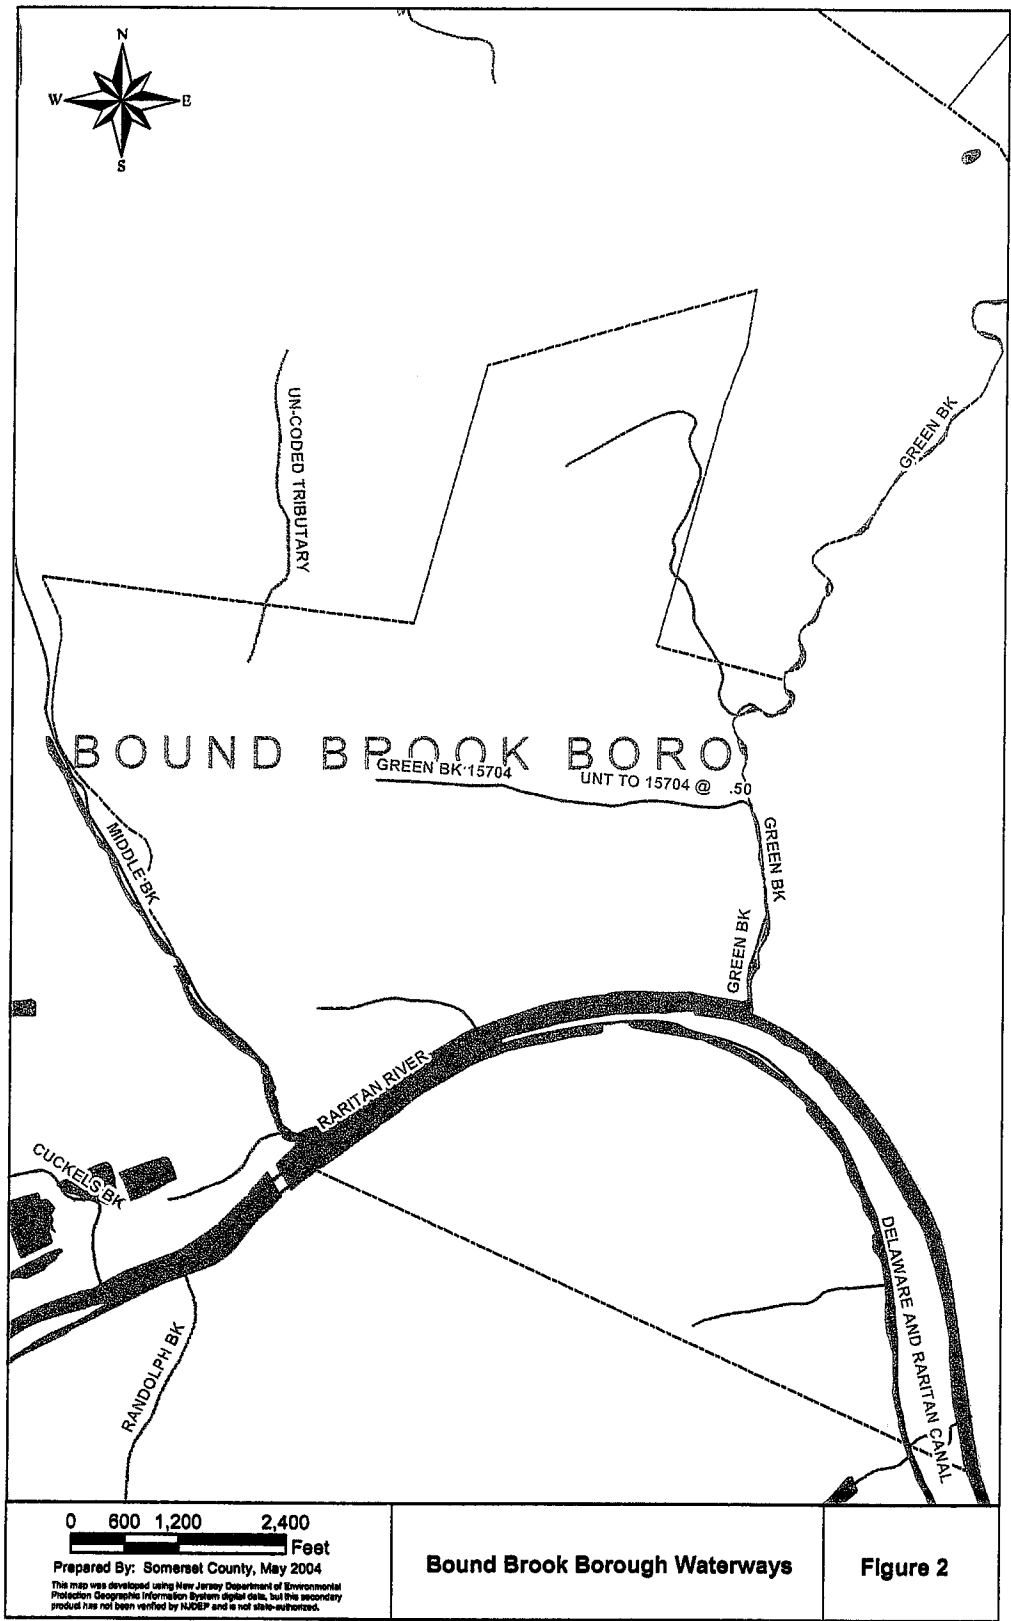 N
W E
S
UN-CODED TRIBUTARY
GREEN BK
BOUND BROOK BORO
GREEN BK 15704
UNT TO 15704 @ .50
MIDDLE BK
GREEN BK
GREEN BK
RARITAN RIVER
CUCKELS BK
DELAWARE AND RARITAN CANAL
RANDOLPH BK
0 600 1,200 2,400
Feet
Prepared By: Somerset County, May 2004
This map was developed using New Jersey Department of Environmental
Protection Geographic Information System digital data, but this secondary
product has not been verified by NJDEP and is not state-authorized.
Bound Brook Borough Waterways
Figure 2